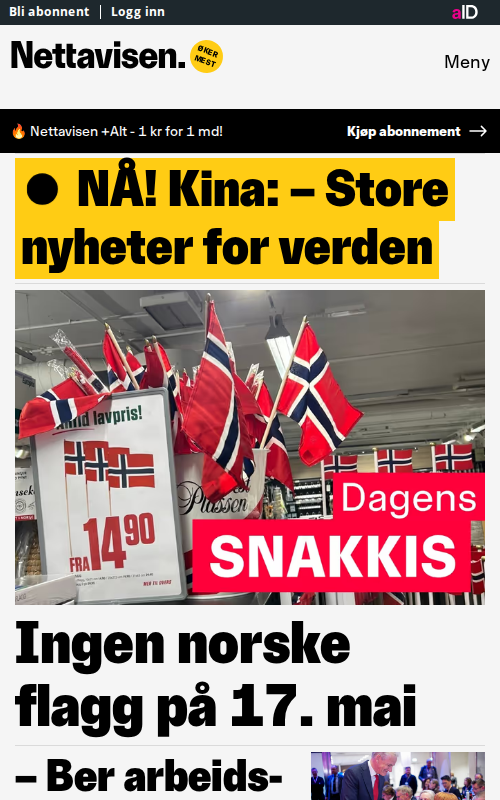 Bli abonnent
Logg inn
aID
Nettavisen.
ØKER
MEST
Meny
🔥 Nettavisen +Alt - 1 kr for 1 md!
Kjøp abonnement →
● NÅ! Kina: – Store
nyheter for verden
lavpris!
FRA 14 90
Plassen
Dagens
SNAKKIS
Ingen norske
flagg på 17. mai
– Ber arbeids-